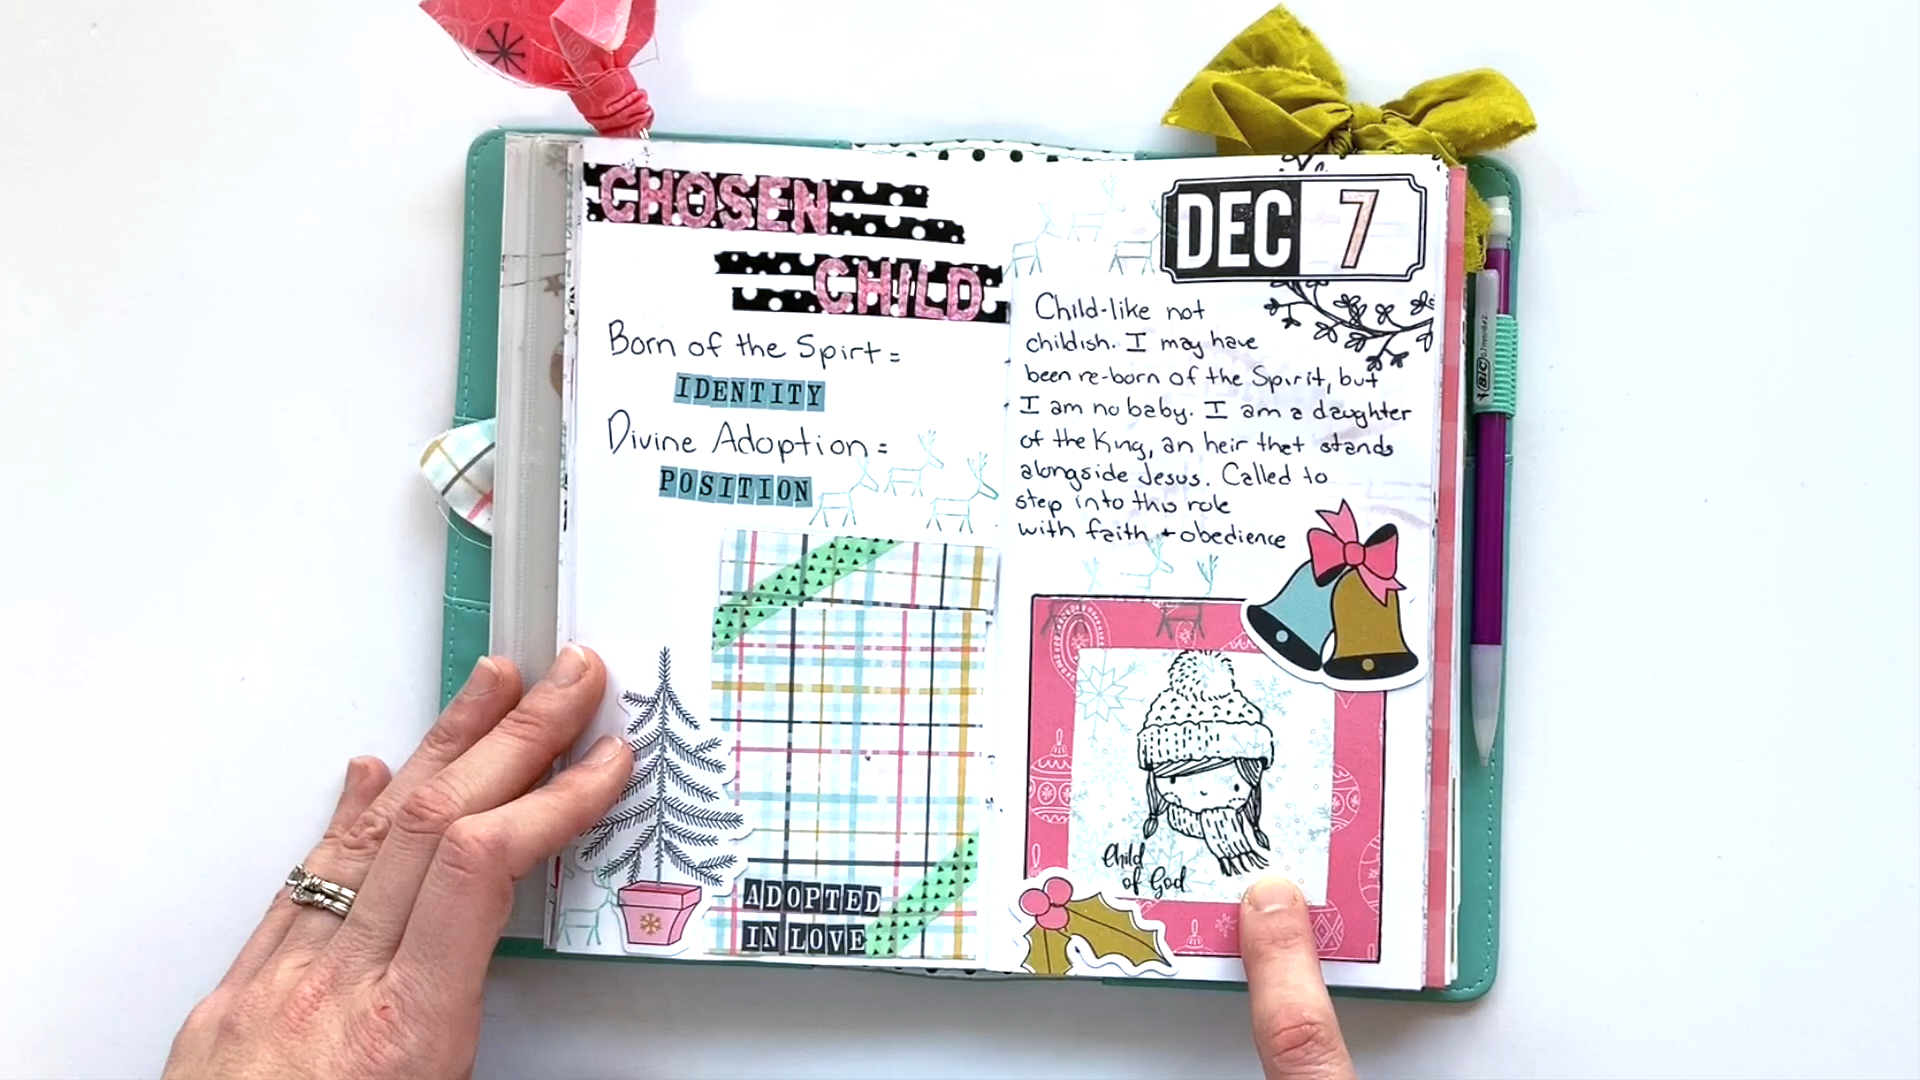 CHOSEN
CHILD
Born of the Spirt =
IDENTITY
Divine Adoption =
POSITION
ADOPTED
IN LOVE
DEC 7
Child-like not
childish. I may have
been re-born of the Spirit, but
I am no baby. I am a daughter
of the King, an heir that stands
alongside Jesus. Called to
step into this role
with faith + obedience
Child
of God
BIC